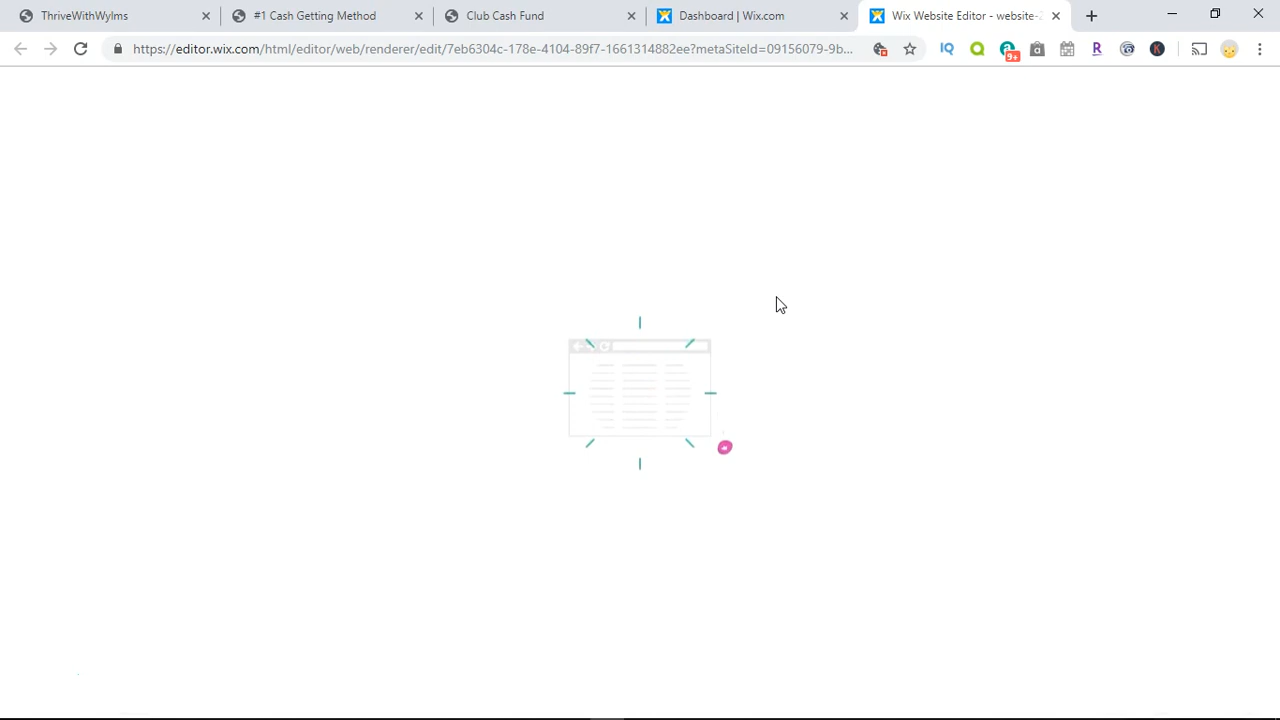 ThriveWithWylms
#1 Cash Getting Method
Club Cash Fund
Dashboard | Wix.com
Wix Website Editor - website-
https://editor.wix.com/html/editor/web/renderer/edit/7eb6304c-178e-4104-89f7-1661314882ee?metaSiteId=09156079-9b...
IQ
a
9+
a
R
K